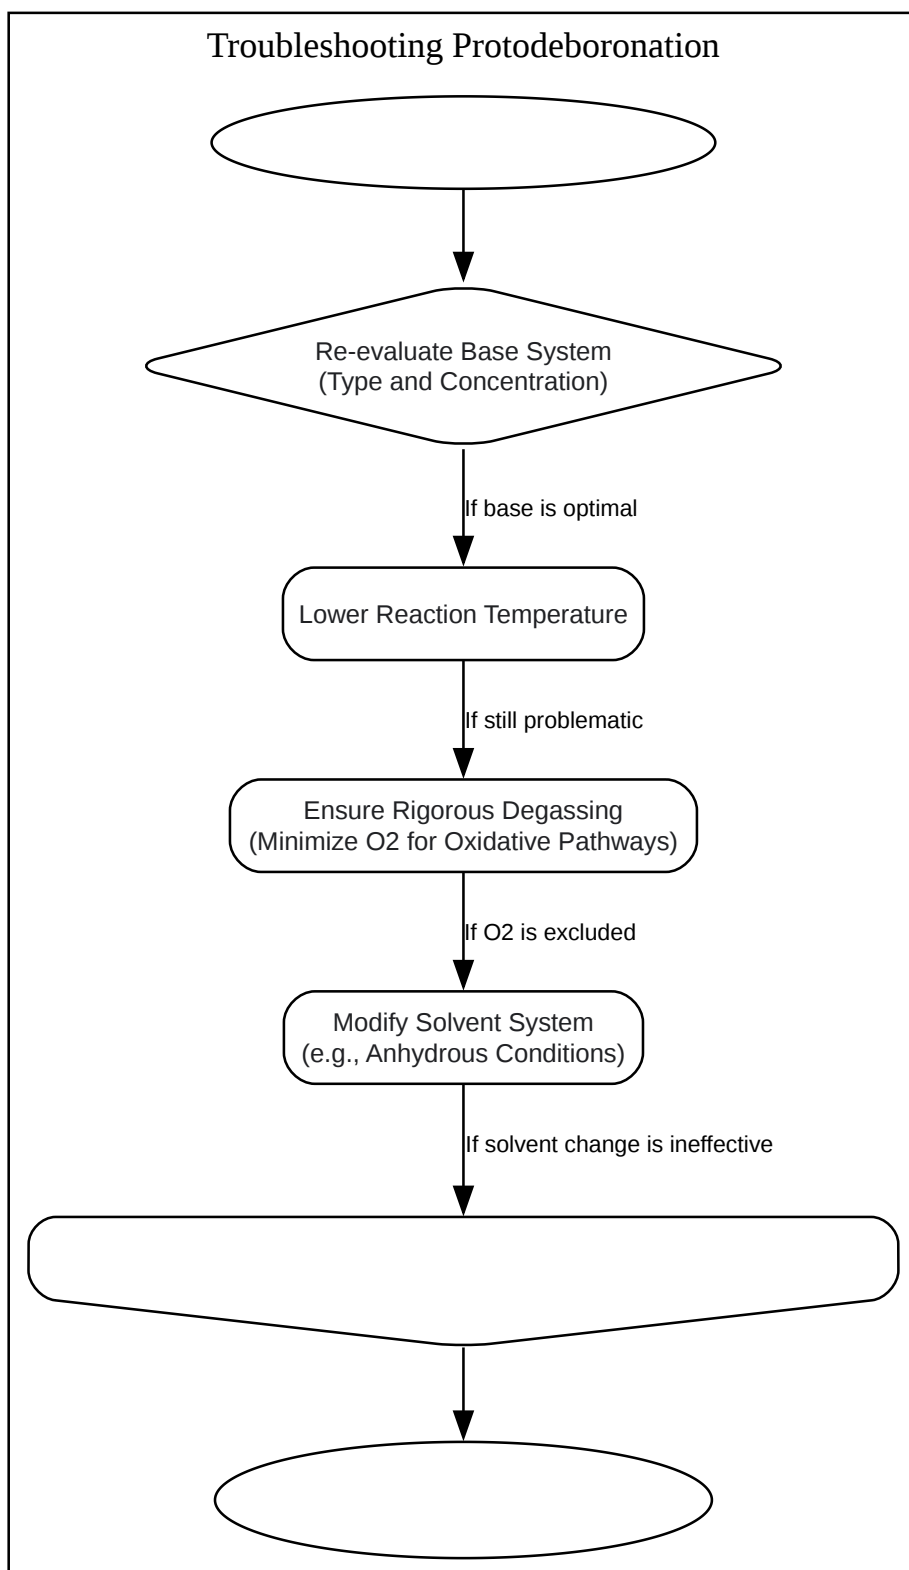 Troubleshooting Protodeboronation
Re-evaluate Base System
(Type and Concentration)
If base is optimal
Lower Reaction Temperature
If still problematic
Ensure Rigorous Degassing
(Minimize O2 for Oxidative Pathways)
If O2 is excluded
Modify Solvent System
(e.g., Anhydrous Conditions)
If solvent change is ineffective